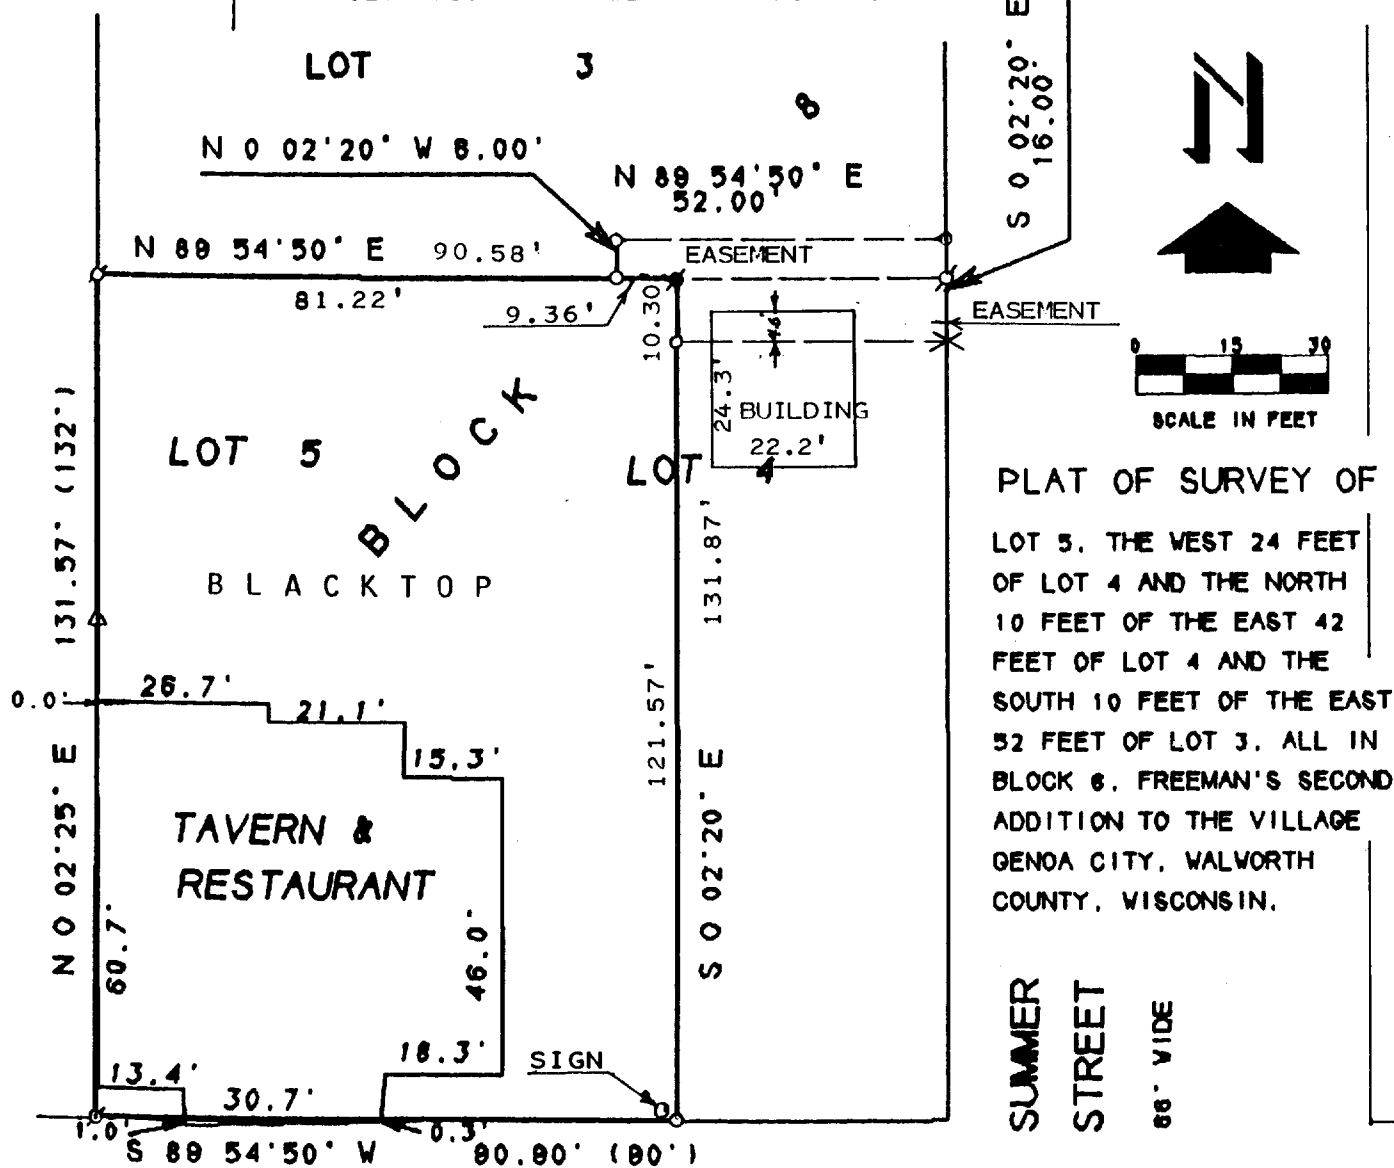 LOT 3
8
N 0 02'20" W 6.00'
N 89 54'50" E
52.00'
S 0 02'20" E
16.00'
N 89 54'50" E 90.58'
EASEMENT
81.22'
9.36'
10.30
4.6'
EASEMENT
0 15 30
SCALE IN FEET
24.3'
BUILDING
22.2'
LOT 5
BLOCK
LOT 4
BLACKTOP
131.57' (132')
131.87'
121.57'
PLAT OF SURVEY OF
LOT 5, THE WEST 24 FEET
OF LOT 4 AND THE NORTH
10 FEET OF THE EAST 42
FEET OF LOT 4 AND THE
SOUTH 10 FEET OF THE EAST
52 FEET OF LOT 3, ALL IN
BLOCK 8, FREEMAN'S SECOND
ADDITION TO THE VILLAGE
GENOA CITY, WALWORTH
COUNTY, WISCONSIN.
0.0'
26.7'
21.1'
15.3'
N 0 02'25" E
S 0 02'20" E
TAVERN &
RESTAURANT
60.7'
46.0'
13.4'
18.3'
30.7'
SIGN
1.0'
0.3'
S 89 54'50" W 90.90' (90')
SUMMER
STREET
66' WIDE